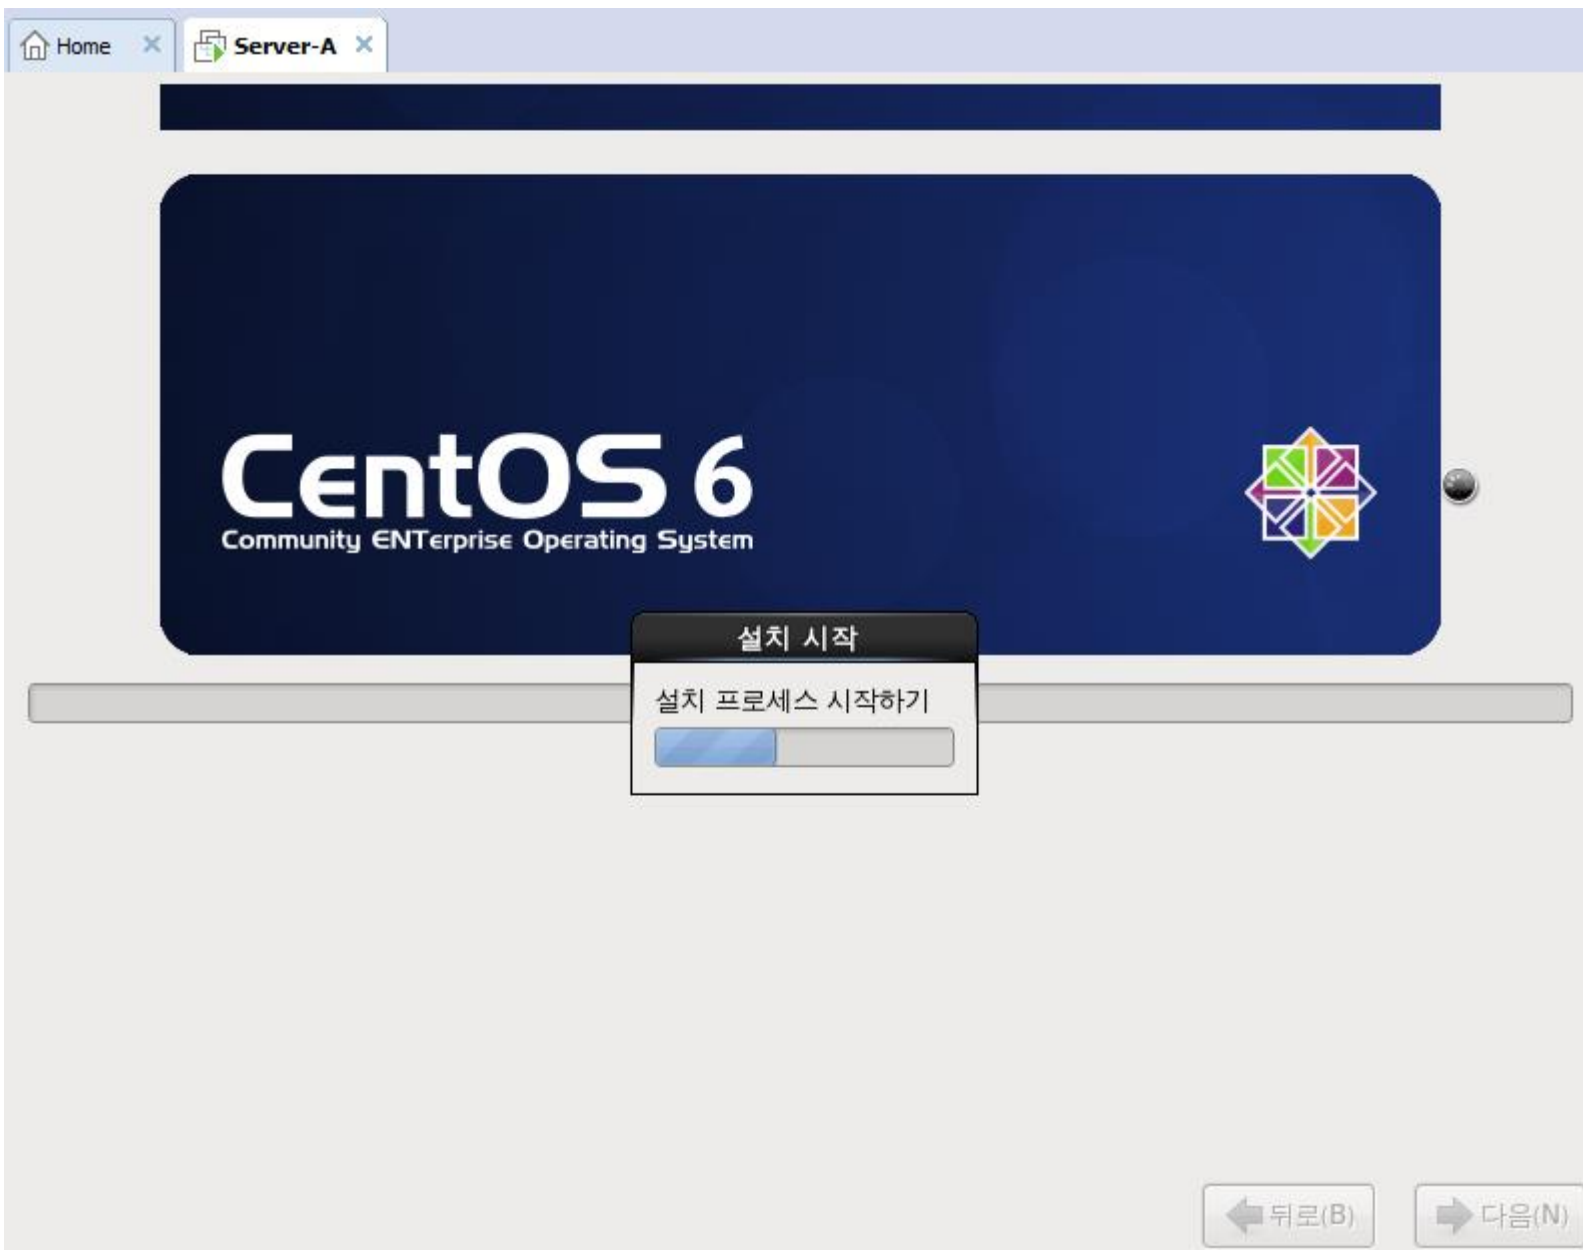 Home
Server-A
CentOS 6
Community ENTerprise Operating System
설치 시작
설치 프로세스 시작하기
뒤로(B)
다음(N)